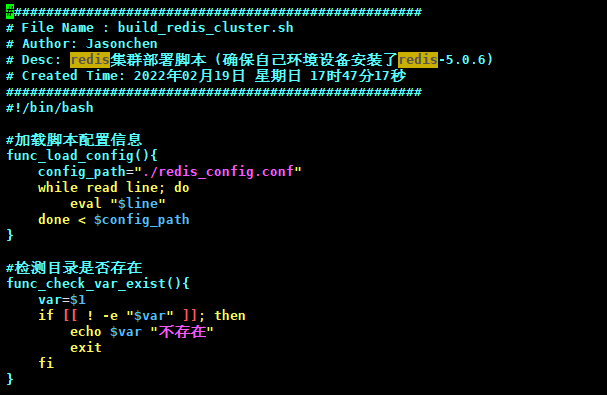 ####################################################
# File Name : build_redis_cluster.sh
# Author: Jasonchen
# Desc: redis集群部署脚本 (确保自己环境设备安装了redis-5.0.6)
# Created Time: 2022年02月19日 星期日 17时47分17秒
####################################################
#!/bin/bash
#加载脚本配置信息
func_load_config(){
    config_path="./redis_config.conf"
    while read line; do
        eval "$line"
    done < $config_path
}
#检测目录是否存在
func_check_var_exist(){
    var=$1
    if [[ ! -e "$var" ]]; then
        echo $var "不存在"
        exit
    fi
}